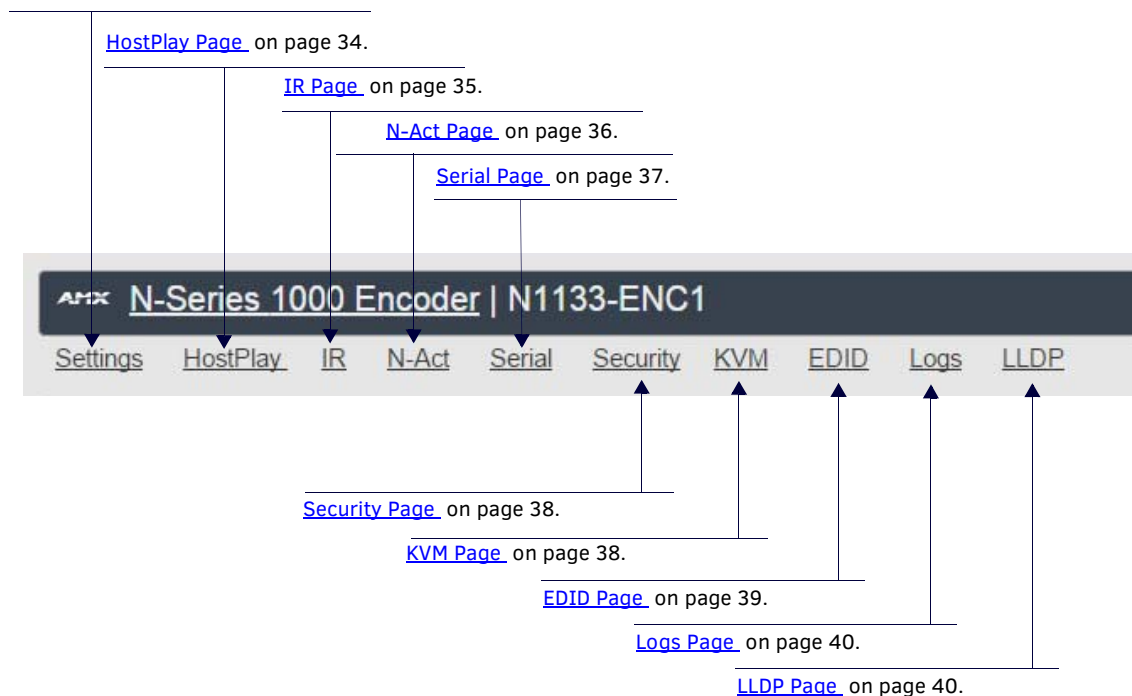 HostPlay Page on page 34.
IR Page on page 35.
N-Act Page on page 36.
Serial Page on page 37.
AMX N-Series 1000 Encoder | N1133-ENC1
Settings HostPlay IR N-Act Serial Security KVM EDID Logs LLDP
Security Page on page 38.
KVM Page on page 38.
EDID Page on page 39.
Logs Page on page 40.
LLDP Page on page 40.